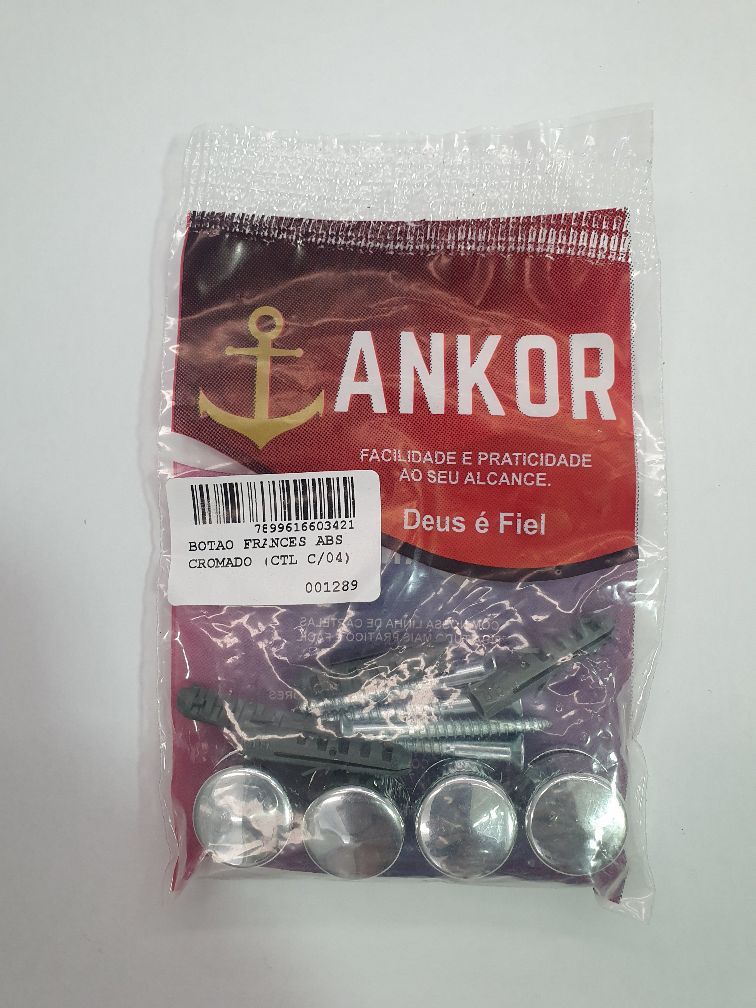 ANKOR
FACILIDADE E PRATICIDADE
AO SEU ALCANCE.
Deus é Fiel
7899616603421
BOTAO FRANCES ABS
CROMADO (CTL C/04)
001289